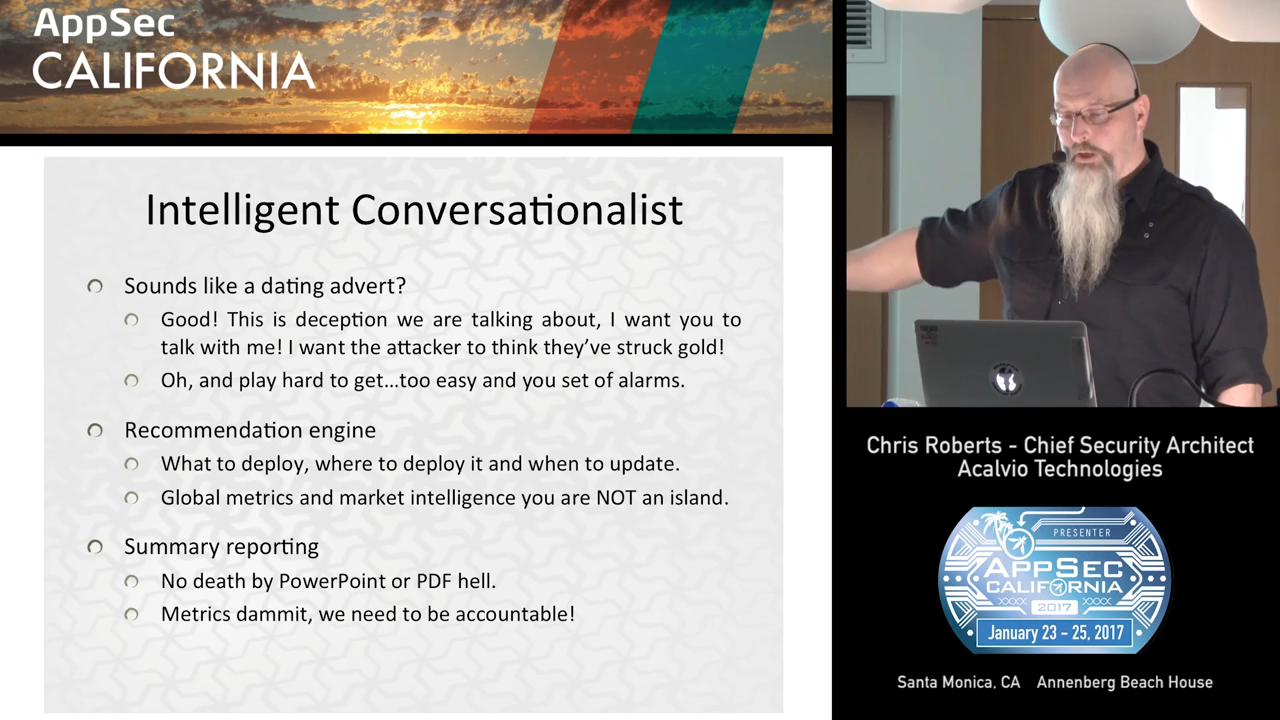 AppSec
CALIFORNIA
Intelligent Conversationalist
Sounds like a dating advert?
Good! This is deception we are talking about, I want you to
talk with me! I want the attacker to think they've struck gold!
Oh, and play hard to get...too easy and you set of alarms.
Recommendation engine
What to deploy, where to deploy it and when to update.
Global metrics and market intelligence you are NOT an island.
Summary reporting
No death by PowerPoint or PDF hell.
Metrics dammit, we need to be accountable!
Chris Roberts - Chief Security Architect
Acalvio Technologies
PRESENTER
APPSEC
CALIFORNIA
2017
January 23 - 25, 2017
Santa Monica, CA Annenberg Beach House